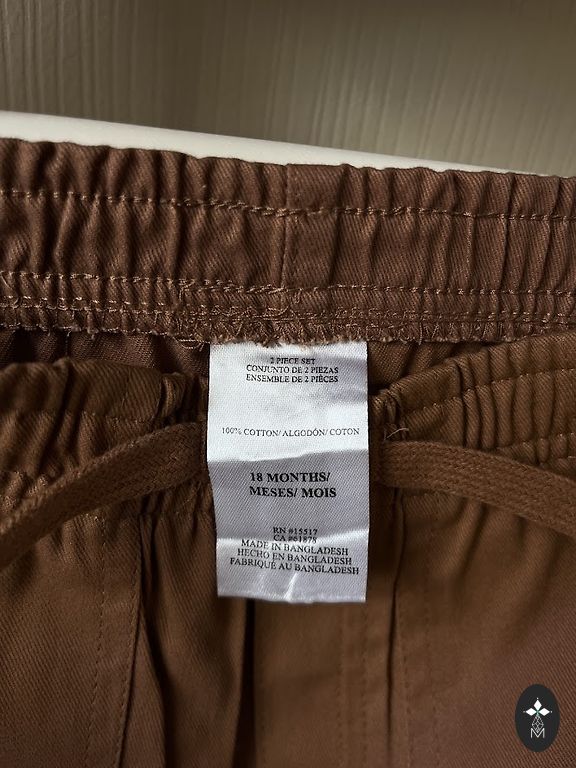 2 PIECE SET
CONJUNTO DE 2 PIEZAS
ENSEMBLE DE 2 PIÈCES
100% COTTON/ ALGODÓN/ COTON
18 MONTHS/
MESES/ MOIS
RN #15517
CA #61878
MADE IN BANGLADESH
HECHO EN BANGLADESH
FABRIQUÉ AU BANGLADESH
M